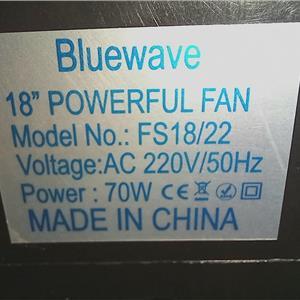 Bluewave
18" POWERFUL FAN
Model No.: FS18/22
Voltage:AC 220V/50Hz
Power : 70W CE
MADE IN CHINA